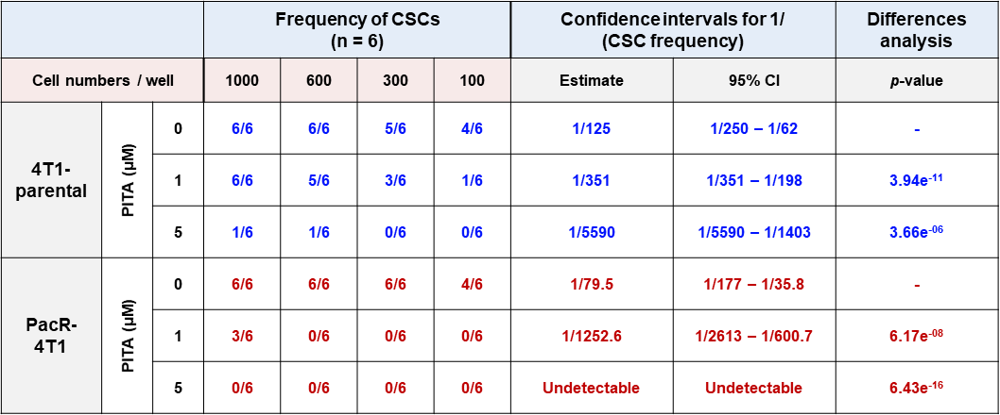 Frequency of CSCs
(n = 6)
Confidence intervals for 1/
(CSC frequency)
Differences
analysis
Cell numbers / well 1000 600 300 100 Estimate 95% CI p-value
4T1-
parental
PITA (μM)
0 6/6 6/6 5/6 4/6 1/125 1/250 – 1/62 -
1 6/6 5/6 3/6 1/6 1/351 1/351 – 1/198 3.94e-11
5 1/6 1/6 0/6 0/6 1/5590 1/5590 – 1/1403 3.66e-06
PacR-
4T1
PITA (μM)
0 6/6 6/6 6/6 4/6 1/79.5 1/177 – 1/35.8 -
1 3/6 0/6 0/6 0/6 1/1252.6 1/2613 – 1/600.7 6.17e-08
5 0/6 0/6 0/6 0/6 Undetectable Undetectable 6.43e-16